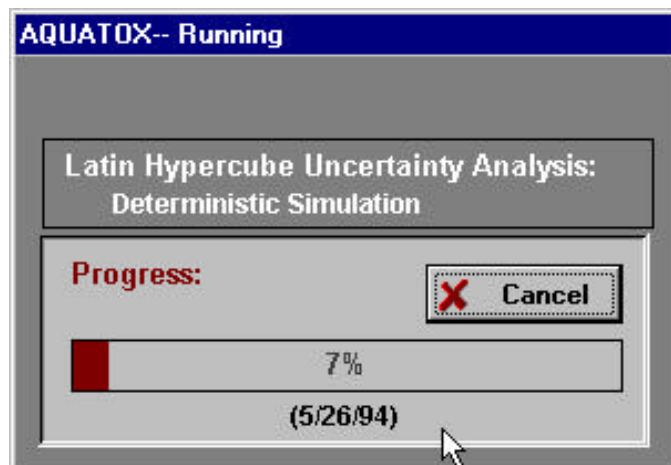 AQUATOX-- Running
Latin Hypercube Uncertainty Analysis:
Deterministic Simulation
Progress:
Cancel
7%
(5/26/94)